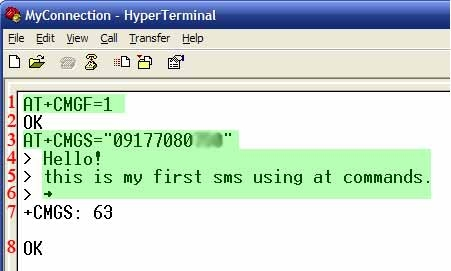 MyConnection - HyperTerminal
File Edit View Call Transfer Help
1 AT+CMGF=1
2 OK
3 AT+CMGS="09177080 "
4 > Hello!
5 > this is my first sms using at commands.
6 > →
7 +CMGS: 63
8 OK